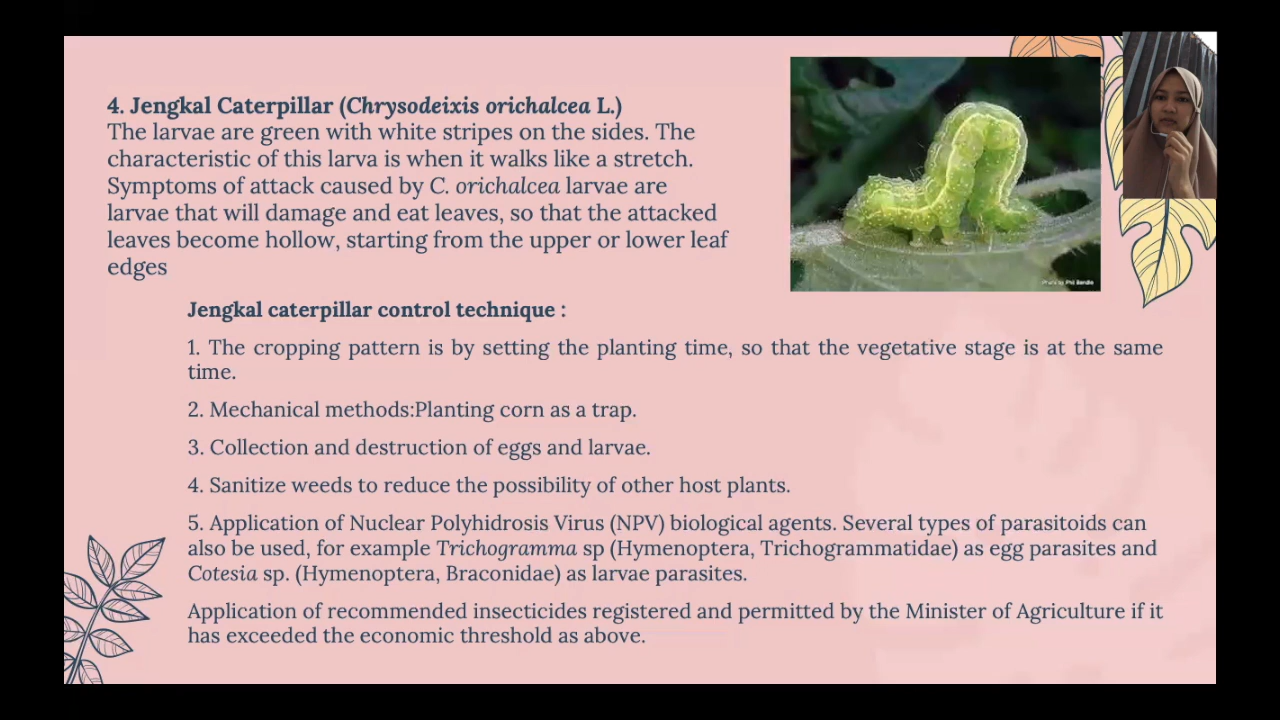 4. Jengkal Caterpillar (Chrysodeixis orichalcea L.)
The larvae are green with white stripes on the sides. The
characteristic of this larva is when it walks like a stretch.
Symptoms of attack caused by C. orichalcea larvae are
larvae that will damage and eat leaves, so that the attacked
leaves become hollow, starting from the upper or lower leaf
edges
Photo by Phil Bendle
Jengkal caterpillar control technique :
1. The cropping pattern is by setting the planting time, so that the vegetative stage is at the same
time.
2. Mechanical methods:Planting corn as a trap.
3. Collection and destruction of eggs and larvae.
4. Sanitize weeds to reduce the possibility of other host plants.
5. Application of Nuclear Polyhidrosis Virus (NPV) biological agents. Several types of parasitoids can
also be used, for example Trichogramma sp (Hymenoptera, Trichogrammatidae) as egg parasites and
Cotesia sp. (Hymenoptera, Braconidae) as larvae parasites.
Application of recommended insecticides registered and permitted by the Minister of Agriculture if it
has exceeded the economic threshold as above.